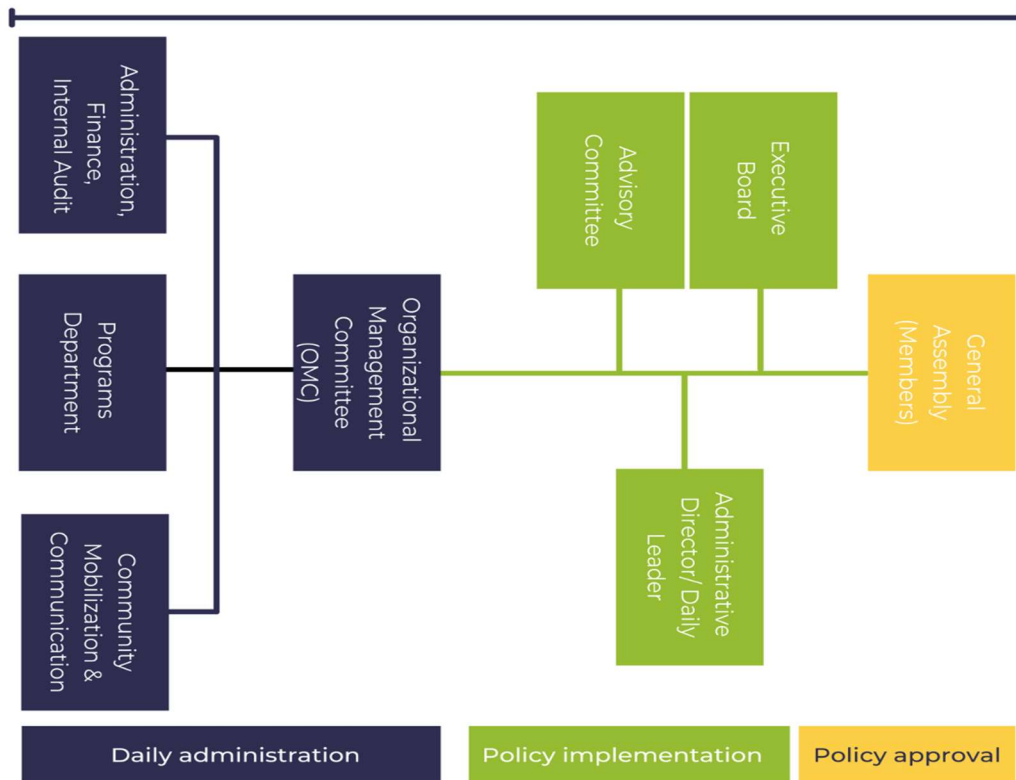 General
Assembly
(Members)
Executive
Board
Advisory
Committee
Administrative
Director/ Daily
Leader
Organizational
Management
Committee
(OMC)
Administration,
Finance,
Internal Audit
Programs
Department
Community
Mobilization &
Communication
Daily administration
Policy implementation
Policy approval